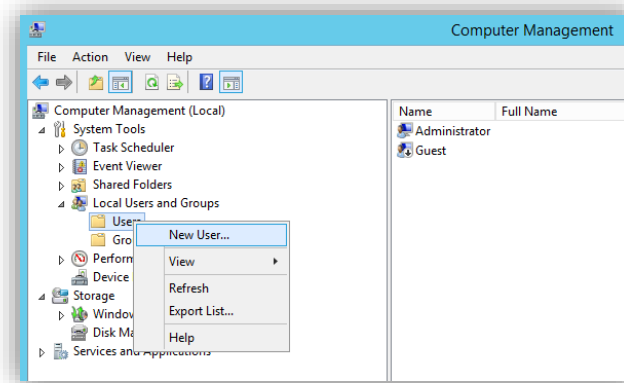 Computer Management
File Action View Help
Computer Management (Local)
System Tools
Task Scheduler
Event Viewer
Shared Folders
Local Users and Groups
Users
Gro
Perforn
Device
Storage
Window
Disk Ma
Services and Applications
New User...
View
Refresh
Export List...
Help
Name Full Name
Administrator
Guest